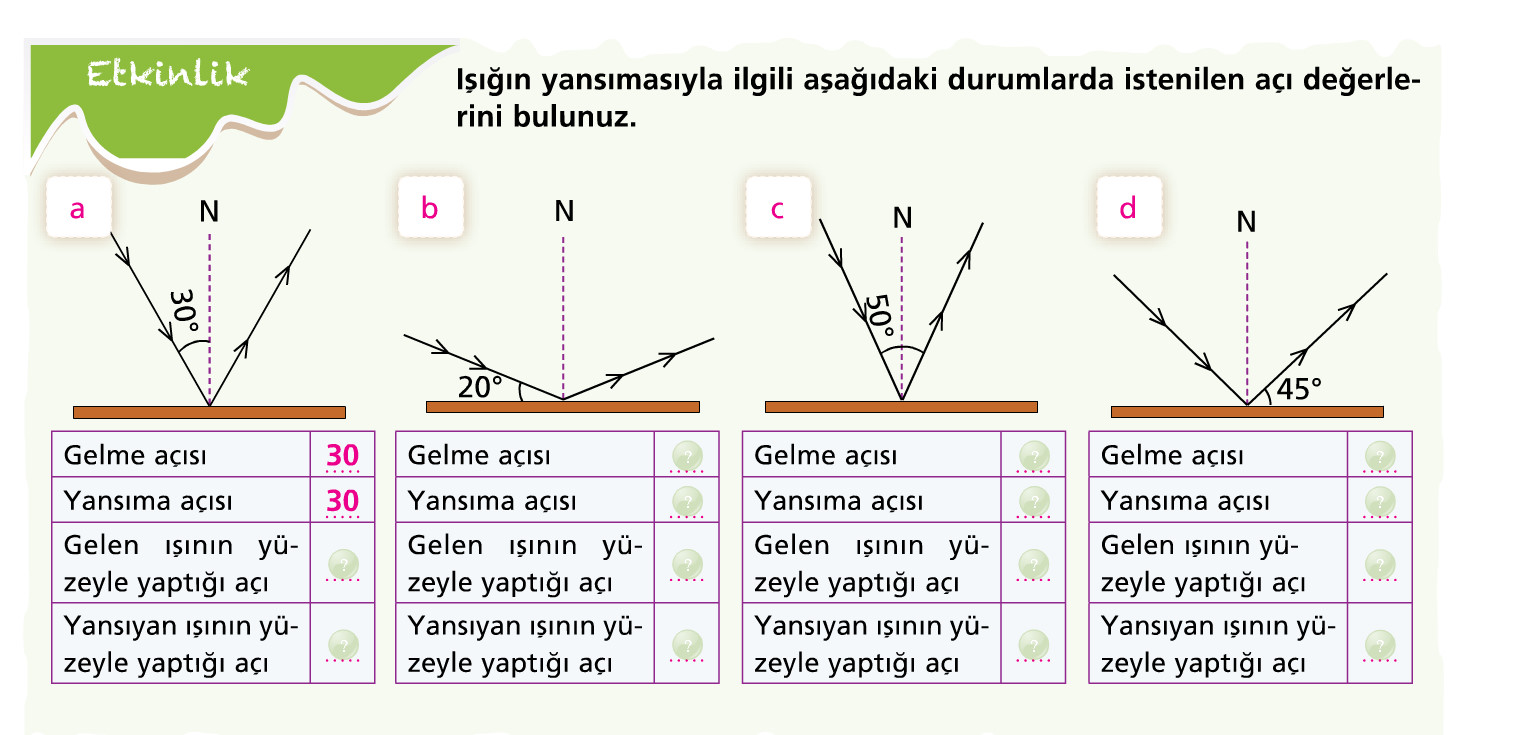 Etkinlik
Işığın yansımasıyla ilgili aşağıdaki durumlarda istenilen açı değerle-
rini bulunuz.
a
N
30°
Gelme açısı 30
Yansıma açısı 30
Gelen ışının yü-
zeyle yaptığı açı ?
Yansıyan ışının yü-
zeyle yaptığı açı ?
b
N
20°
Gelme açısı ?
Yansıma açısı ?
Gelen ışının yü-
zeyle yaptığı açı ?
Yansıyan ışının yü-
zeyle yaptığı açı ?
c
N
50°
Gelme açısı ?
Yansıma açısı ?
Gelen ışının yü-
zeyle yaptığı açı ?
Yansıyan ışının yü-
zeyle yaptığı açı ?
d
N
45°
Gelme açısı ?
Yansıma açısı ?
Gelen ışının yü-
zeyle yaptığı açı ?
Yansıyan ışının yü-
zeyle yaptığı açı ?